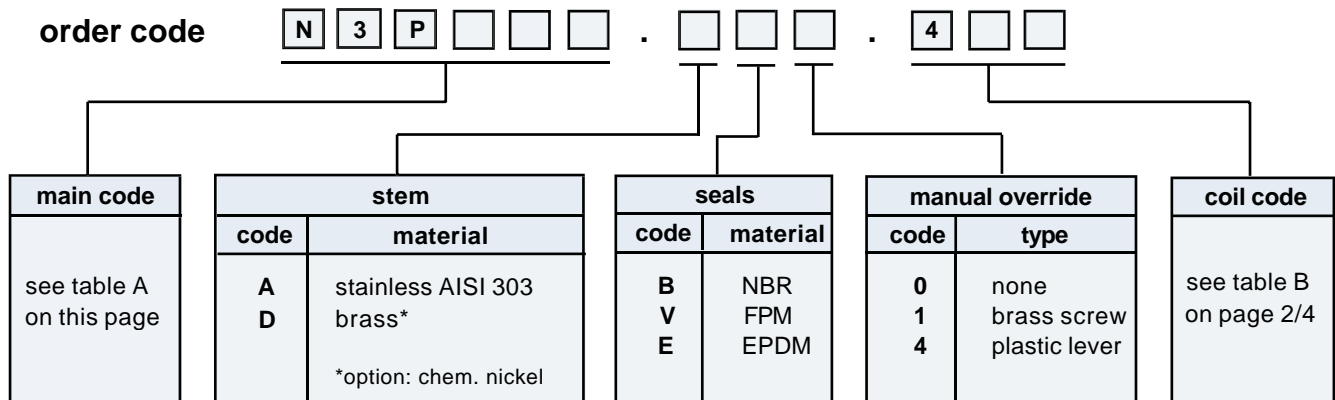 order code N 3 P . . 4
main code stem seals manual override coil code
code material code material code type
see table A A stainless AISI 303 B NBR 0 none see table B
on this page D brass* V FPM 1 brass screw on page 2/4
E EPDM 4 plastic lever
*option: chem. nickel